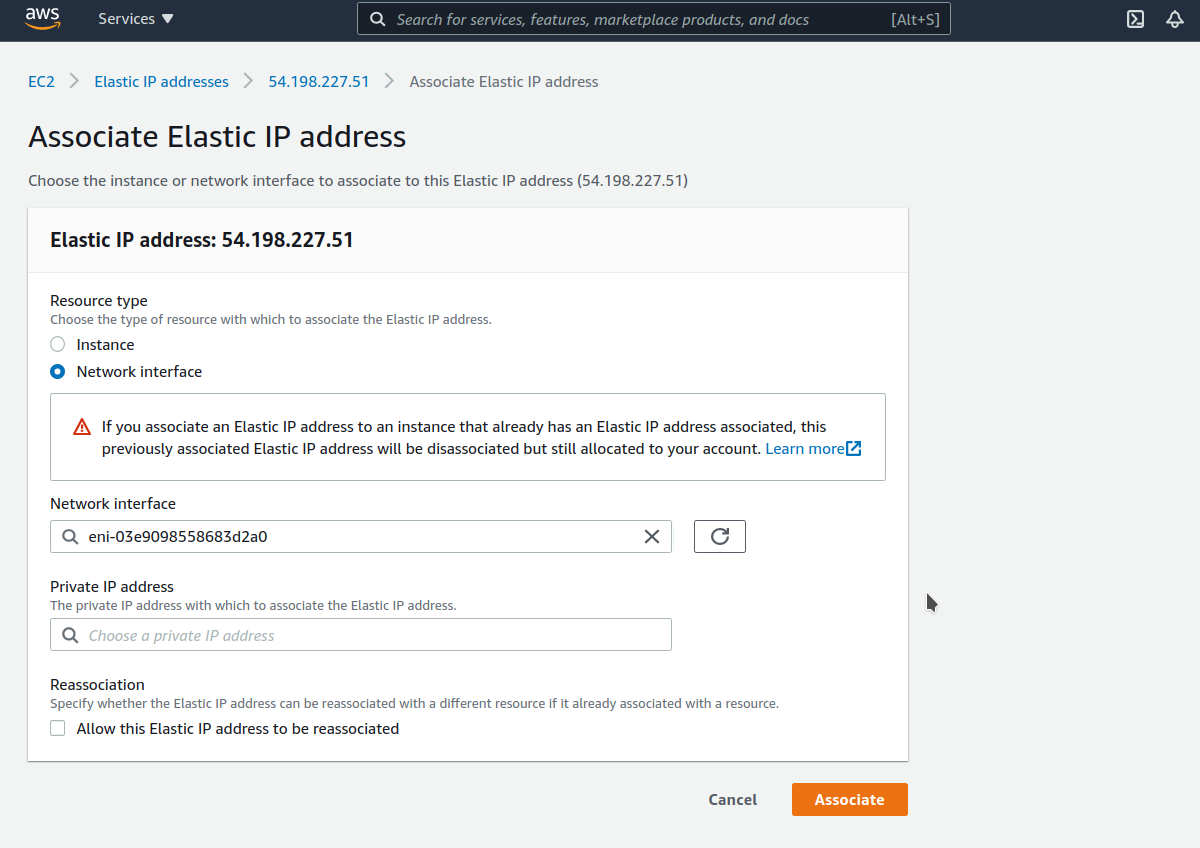 aws
Services
Search for services, features, marketplace products, and docs
[Alt+S]
EC2
Elastic IP addresses
54.198.227.51
Associate Elastic IP address
Associate Elastic IP address
Choose the instance or network interface to associate to this Elastic IP address (54.198.227.51)
Elastic IP address: 54.198.227.51
Resource type
Choose the type of resource with which to associate the Elastic IP address.
Instance
Network interface
If you associate an Elastic IP address to an instance that already has an Elastic IP address associated, this
previously associated Elastic IP address will be disassociated but still allocated to your account. Learn more
Network interface
eni-03e9098558683d2a0
Private IP address
The private IP address with which to associate the Elastic IP address.
Choose a private IP address
Reassociation
Specify whether the Elastic IP address can be reassociated with a different resource if it already associated with a resource.
Allow this Elastic IP address to be reassociated
Cancel
Associate